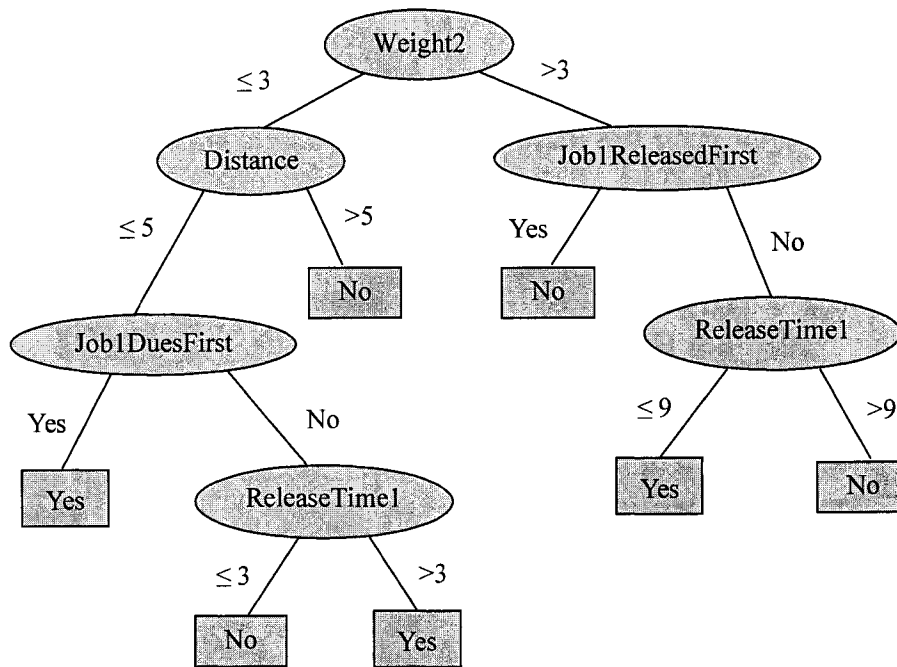 Weight2
≤ 3
>3
Distance
Job1ReleasedFirst
≤ 5
>5
Yes
No
No
No
Job1DuesFirst
ReleaseTime1
Yes
No
≤ 9
>9
Yes
ReleaseTime1
Yes
No
≤ 3
>3
No
Yes